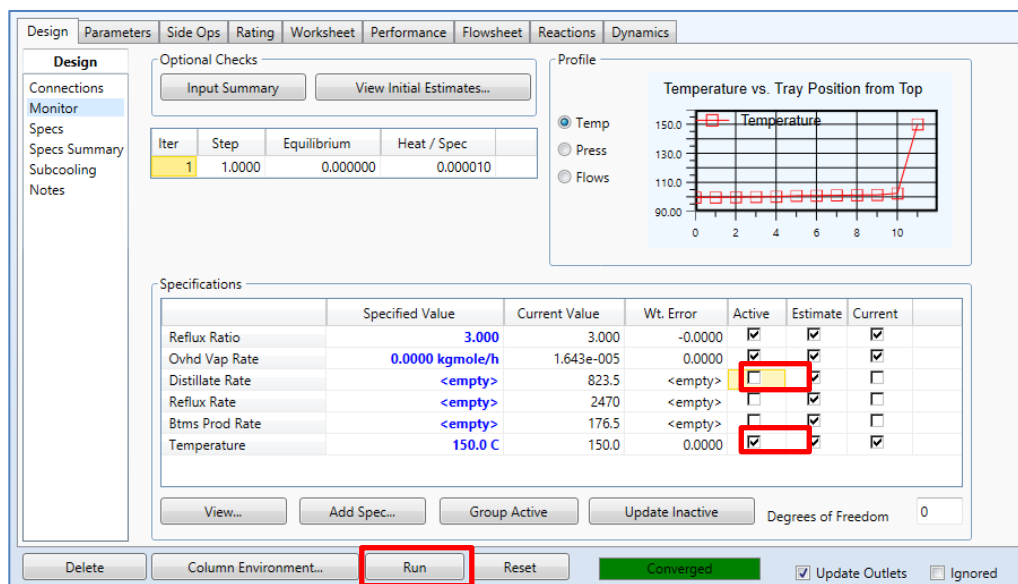 Design Parameters Side Ops Rating Worksheet Performance Flowsheet Reactions Dynamics
Design
Connections
Monitor
Specs
Specs Summary
Subcooling
Notes
Optional Checks
Input Summary View Initial Estimates...
Iter Step Equilibrium Heat / Spec
1 1.0000 0.000000 0.000010
Profile
Temp
Press
Flows
Temperature vs. Tray Position from Top
Temperature
150.0
130.0
110.0
90.00
0 2 4 6 8 10
Specifications
Specified Value Current Value Wt. Error Active Estimate Current
Reflux Ratio 3.000 3.000 -0.0000
Ovhd Vap Rate 0.0000 kgmole/h 1.643e-005 0.0000
Distillate Rate <empty> 823.5 <empty>
Reflux Rate <empty> 2470 <empty>
Btms Prod Rate <empty> 176.5 <empty>
Temperature 150.0 C 150.0 0.0000
View... Add Spec... Group Active Update Inactive Degrees of Freedom 0
Delete Column Environment... Run Reset Converged Update Outlets Ignored